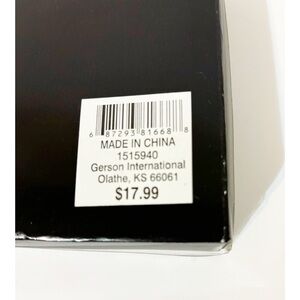 6 87293 81668 8
MADE IN CHINA
1515940
Gerson International
Olathe, KS 66061
$17.99